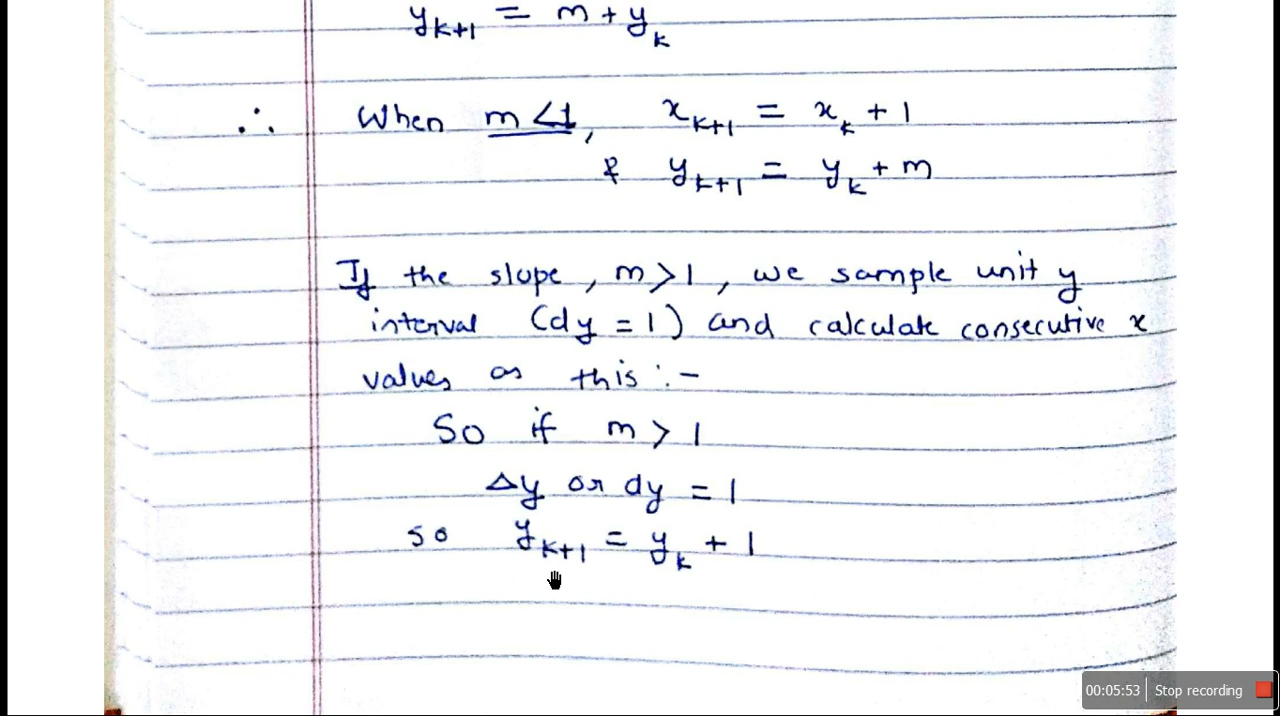 y_{k+1} = m + y_k
∴ When m<1, x_{k+1} = x_k + 1
& y_{k+1} = y_k + m
If the slope, m>1, we sample unit y
interval (dy = 1) and calculate consecutive x
values as this :-
So if m > 1
Δy or dy = 1
so y_{k+1} = y_k + 1
00:05:53 Stop recording